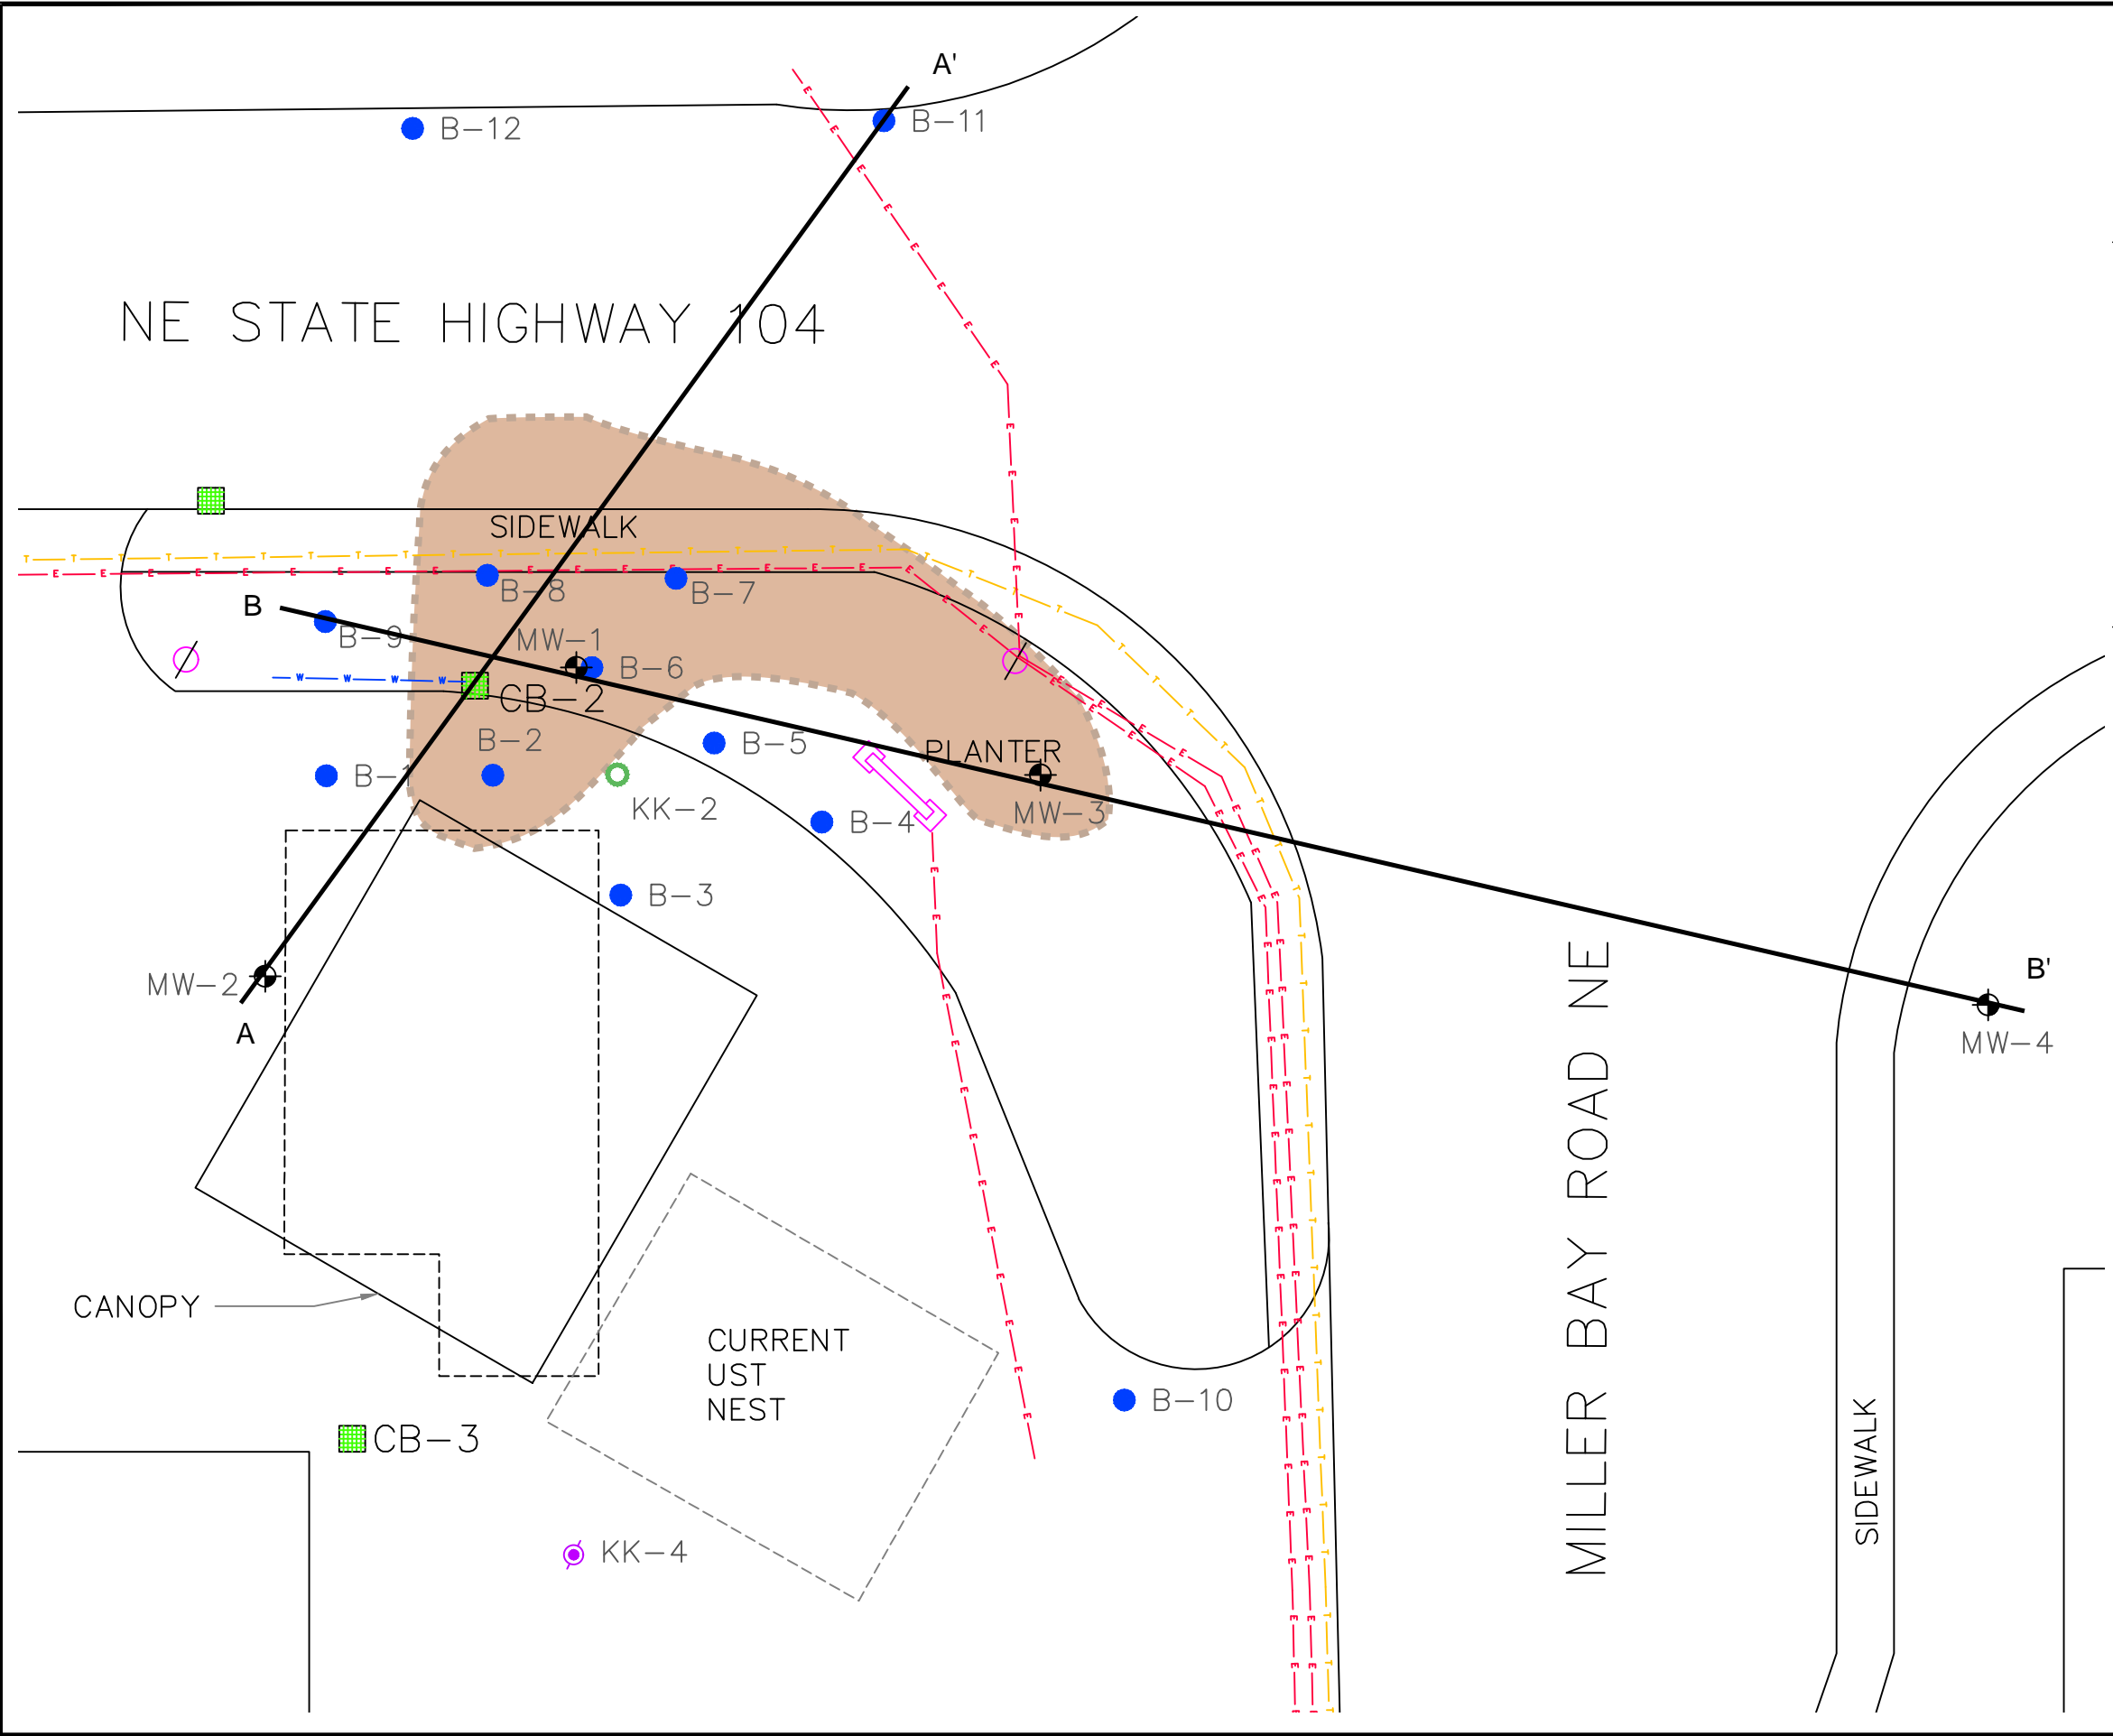 A'
B-12
B-11
NE STATE HIGHWAY 104
SIDEWALK
B-8
B-7
B
B-9
MW-1
B-6
CB-2
B-2
B-5
PLANTER
B-1
KK-2
MW-3
B-4
B-3
MW-2
A
B'
MW-4
MILLER BAY ROAD NE
CANOPY
CURRENT
UST
NEST
B-10
CB-3
SIDEWALK
KK-4